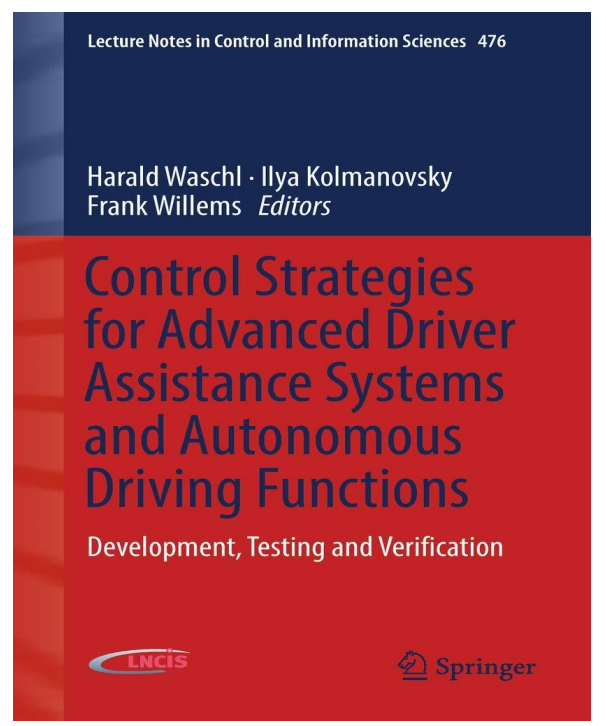 Lecture Notes in Control and Information Sciences 476
Harald Waschl · Ilya Kolmanovsky
Frank Willems Editors
Control Strategies
for Advanced Driver
Assistance Systems
and Autonomous
Driving Functions
Development, Testing and Verification
LNCIS
Springer